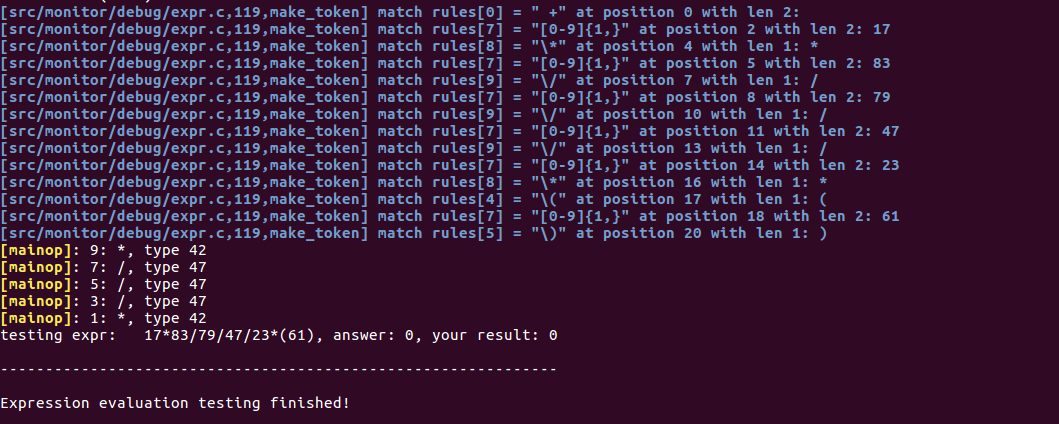 [src/monitor/debug/expr.c,119,make_token] match rules[0] = " +" at position 0 with len 2:
[src/monitor/debug/expr.c,119,make_token] match rules[7] = "[0-9]{1,}" at position 2 with len 2: 17
[src/monitor/debug/expr.c,119,make_token] match rules[8] = "\*" at position 4 with len 1: *
[src/monitor/debug/expr.c,119,make_token] match rules[7] = "[0-9]{1,}" at position 5 with len 2: 83
[src/monitor/debug/expr.c,119,make_token] match rules[9] = "\/" at position 7 with len 1: /
[src/monitor/debug/expr.c,119,make_token] match rules[7] = "[0-9]{1,}" at position 8 with len 2: 79
[src/monitor/debug/expr.c,119,make_token] match rules[9] = "\/" at position 10 with len 1: /
[src/monitor/debug/expr.c,119,make_token] match rules[7] = "[0-9]{1,}" at position 11 with len 2: 47
[src/monitor/debug/expr.c,119,make_token] match rules[9] = "\/" at position 13 with len 1: /
[src/monitor/debug/expr.c,119,make_token] match rules[7] = "[0-9]{1,}" at position 14 with len 2: 23
[src/monitor/debug/expr.c,119,make_token] match rules[8] = "\*" at position 16 with len 1: *
[src/monitor/debug/expr.c,119,make_token] match rules[4] = "\(" at position 17 with len 1: (
[src/monitor/debug/expr.c,119,make_token] match rules[7] = "[0-9]{1,}" at position 18 with len 2: 61
[src/monitor/debug/expr.c,119,make_token] match rules[5] = "\)" at position 20 with len 1: )
[mainop]: 9: *, type 42
[mainop]: 7: /, type 47
[mainop]: 5: /, type 47
[mainop]: 3: /, type 47
[mainop]: 1: *, type 42
testing expr:   17*83/79/47/23*(61), answer: 0, your result: 0
--------------------------------------------------------------
Expression evaluation testing finished!